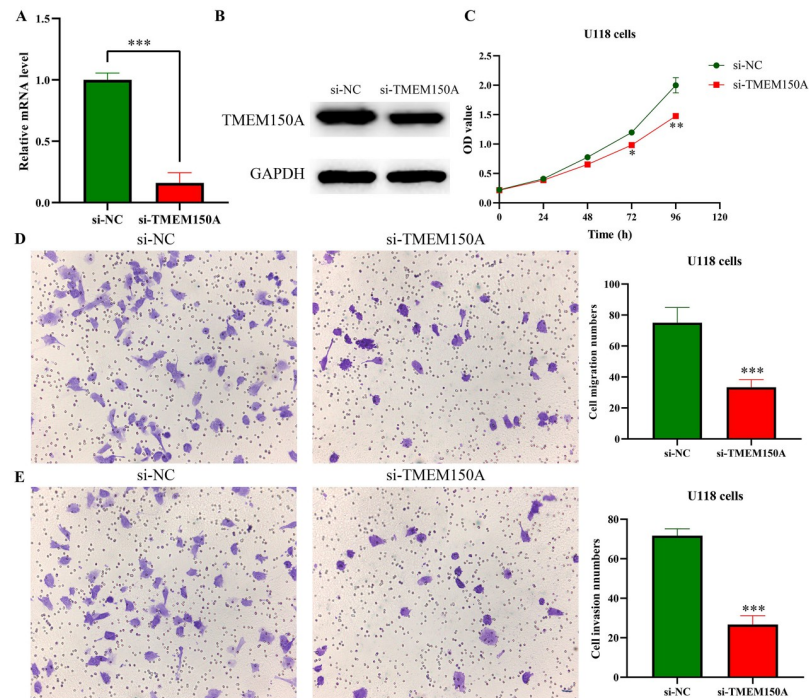 A
Relative mRNA level
1.0
0.5
0.0
***
si-NC
si-TMEM150A
B
si-NC
si-TMEM150A
TMEM150A
GAPDH
C
U118 cells
OD value
2.5
2.0
1.5
1.0
0.5
0.0
0
24
48
72
96
120
Time (h)
*
**
si-NC
si-TMEM150A
D
si-NC
si-TMEM150A
U118 cells
Cell migration numbers
100
80
60
40
20
0
***
si-NC
si-TMEM150A
E
si-NC
si-TMEM150A
U118 cells
Cell invasion nnumbers
80
60
40
20
0
***
si-NC
si-TMEM150A